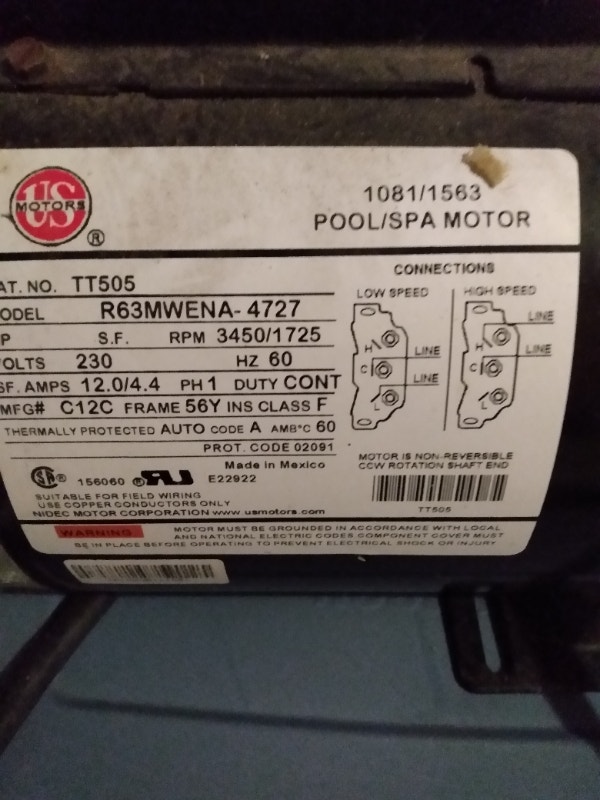 US
MOTORS
®
1081/1563
POOL/SPA MOTOR
AT. NO. TT505
ODEL R63MWENA-4727
P S.F. RPM 3450/1725
VOLTS 230 HZ 60
SF. AMPS 12.0/4.4 PH 1 DUTY CONT
MFG# C12C FRAME 56Y INS CLASS F
THERMALLY PROTECTED AUTO CODE A AMB°C 60
PROT. CODE 02091
Made in Mexico
156060 E22922
SUITABLE FOR FIELD WIRING
USE COPPER CONDUCTORS ONLY
NIDEC MOTOR CORPORATION www.usmotors.com
CONNECTIONS
LOW SPEED HIGH SPEED
H C L LINE LINE
H C L LINE LINE
MOTOR IS NON-REVERSIBLE
CCW ROTATION SHAFT END
TT505
WARNING MOTOR MUST BE GROUNDED IN ACCORDANCE WITH LOCAL
AND NATIONAL ELECTRIC CODES COMPONENT COVER MUST
BE IN PLACE BEFORE OPERATING TO PREVENT ELECTRICAL SHOCK OR INJURY